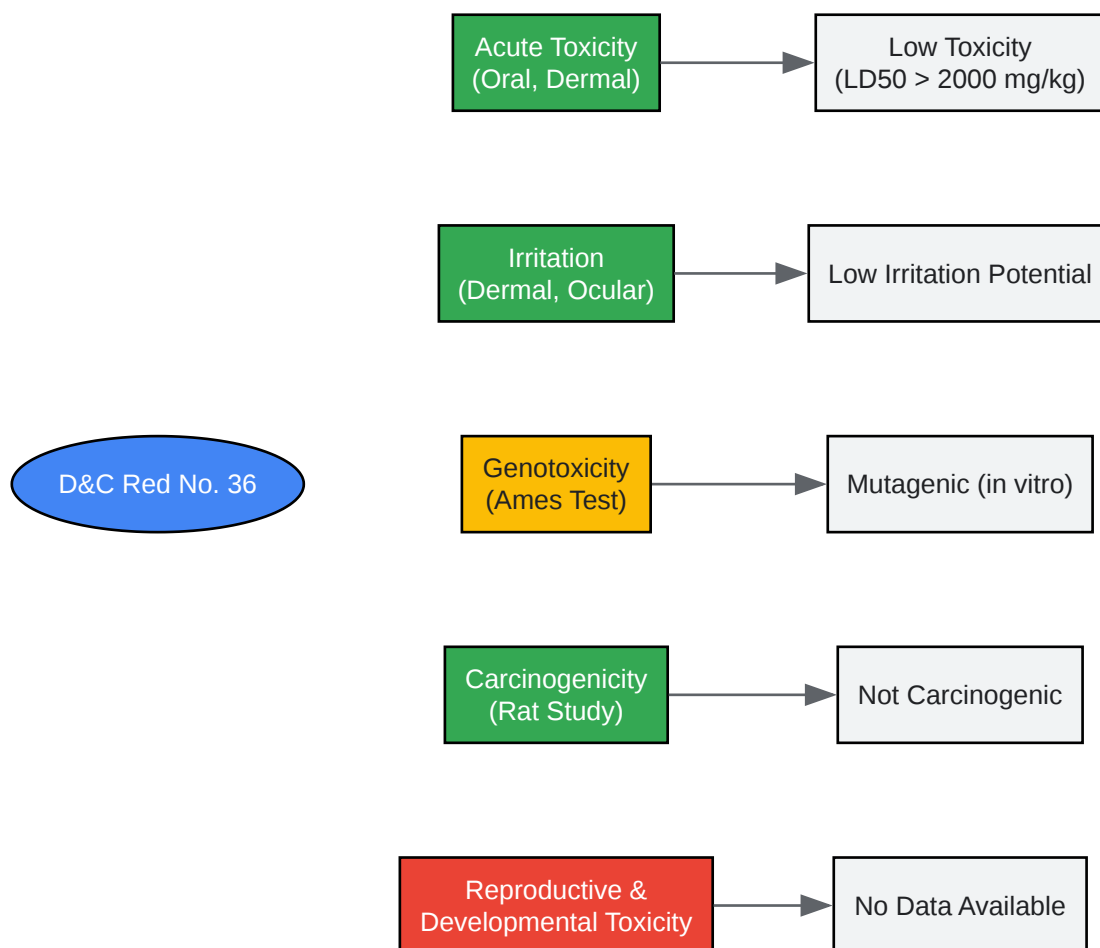 Acute Toxicity
(Oral, Dermal)
Low Toxicity
(LD50 > 2000 mg/kg)
Irritation
(Dermal, Ocular)
Low Irritation Potential
D&C Red No. 36
Genotoxicity
(Ames Test)
Mutagenic (in vitro)
Carcinogenicity
(Rat Study)
Not Carcinogenic
Reproductive &
Developmental Toxicity
No Data Available